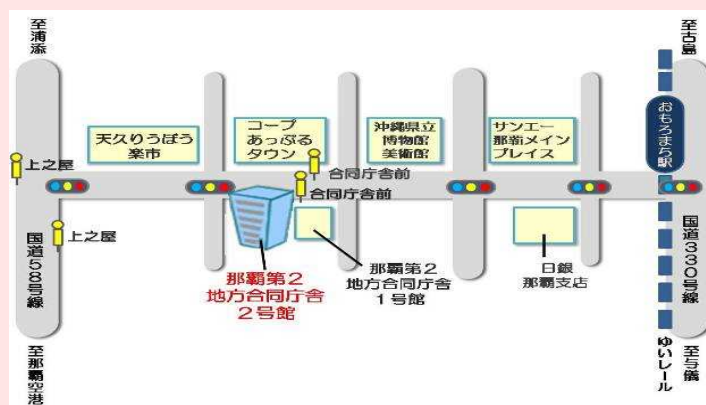 至浦添
至古島
天久りうぼう
楽市
コープ
あっぷる
タウン
沖縄県立
博物館
美術館
サンエー
那覇メイン
プレイス
おもろまち駅
上之屋
合同庁舎前
合同庁舎前
上之屋
国道58号線
那覇第2
地方合同庁舎
2号館
那覇第2
地方合同庁舎
1号館
日銀
那覇支店
国道330号線
至那覇空港
ゆいレール
至与儀